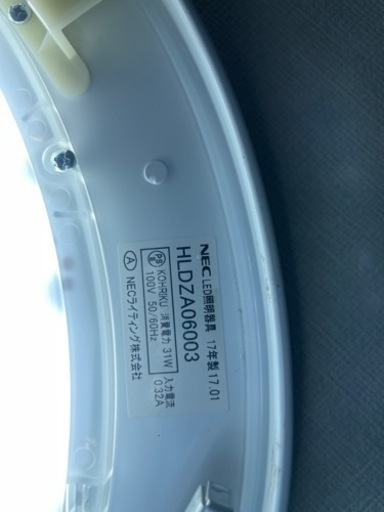 NEC LED照明器具 17年製 17.01
HLDZA06003
PS E KOHRIKU 消費電力 31W 入力電流
100V 50/60Hz 0.32A
A NECライティング株式会社